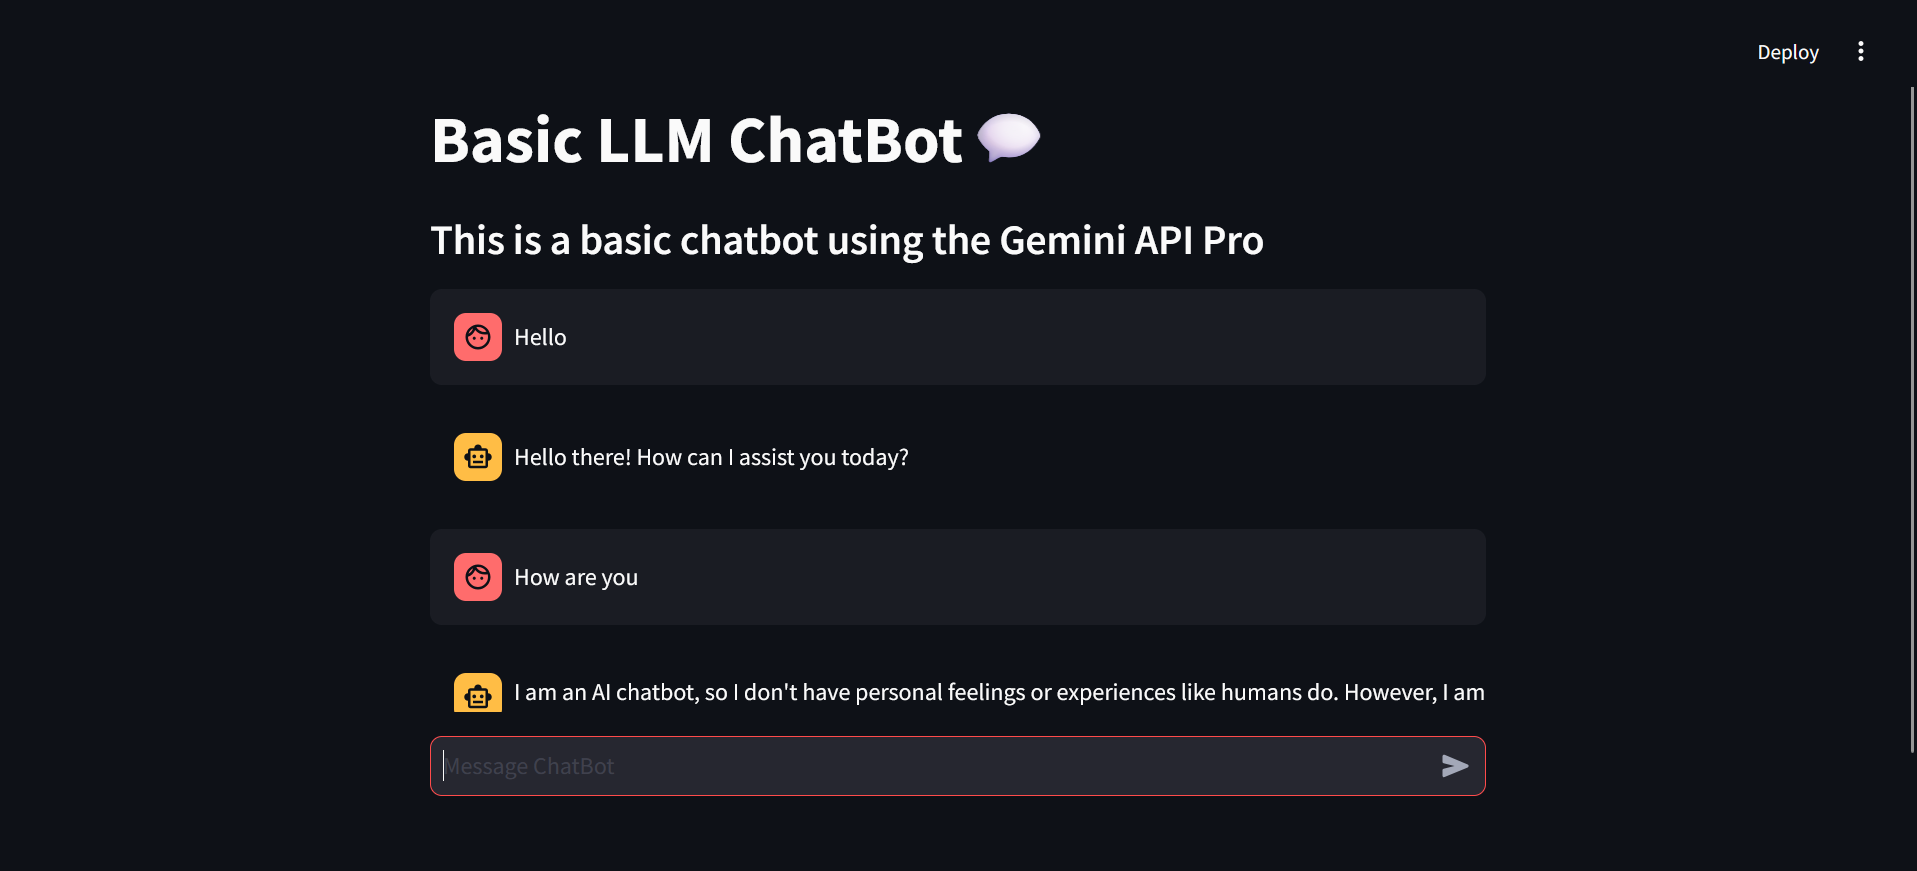 Deploy
Basic LLM ChatBot
This is a basic chatbot using the Gemini API Pro
Hello
Hello there! How can I assist you today?
How are you
I am an AI chatbot, so I don't have personal feelings or experiences like humans do. However, I am
Message ChatBot